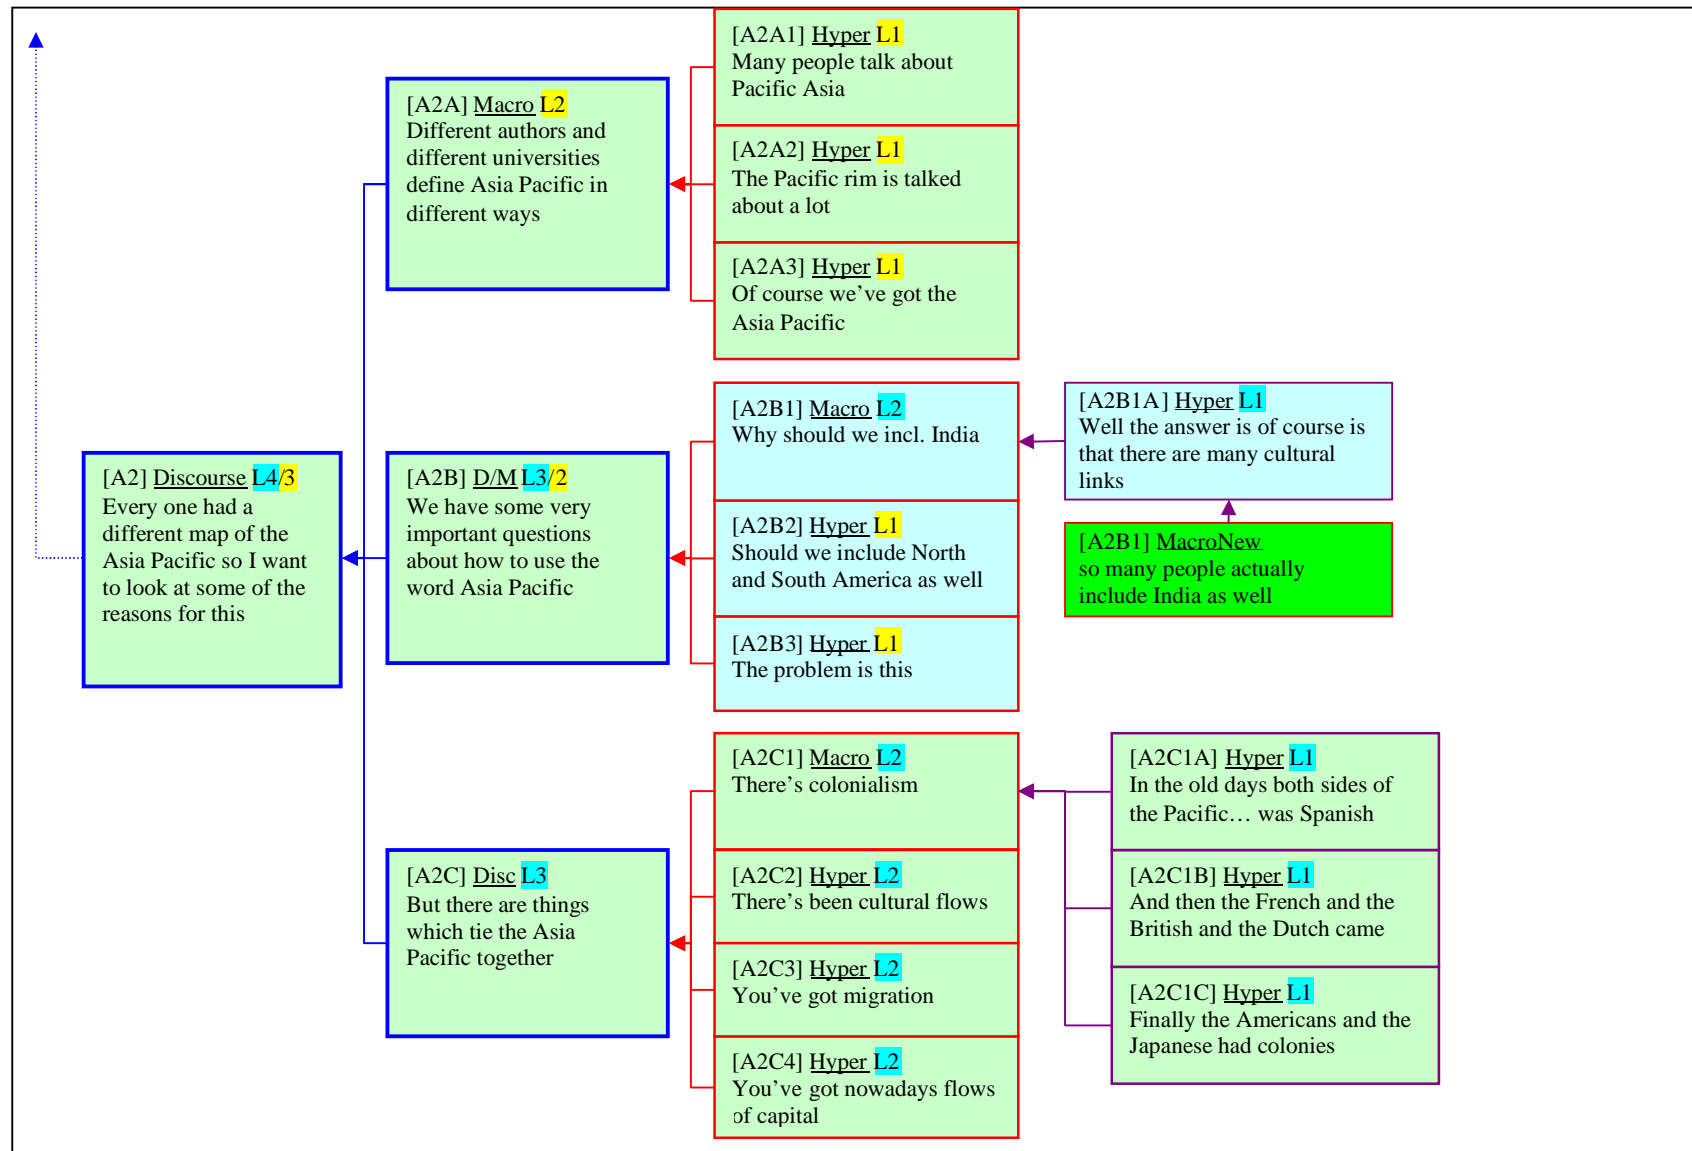 [A2A1] Hyper L1
Many people talk about
Pacific Asia
[A2A] Macro L2
Different authors and
different universities
define Asia Pacific in
different ways
[A2A2] Hyper L1
The Pacific rim is talked
about a lot
[A2A3] Hyper L1
Of course we’ve got the
Asia Pacific
[A2] Discourse L4/3
Every one had a
different map of the
Asia Pacific so I want
to look at some of the
reasons for this
[A2B] D/M L3/2
We have some very
important questions
about how to use the
word Asia Pacific
[A2B1] Macro L2
Why should we incl. India
[A2B1A] Hyper L1
Well the answer is of course is
that there are many cultural
links
[A2B1] MacroNew
so many people actually
include India as well
[A2B2] Hyper L1
Should we include North
and South America as well
[A2B3] Hyper L1
The problem is this
[A2C] Disc L3
But there are things
which tie the Asia
Pacific together
[A2C1] Macro L2
There’s colonialism
[A2C1A] Hyper L1
In the old days both sides of
the Pacific… was Spanish
[A2C1B] Hyper L1
And then the French and the
British and the Dutch came
[A2C1C] Hyper L1
Finally the Americans and the
Japanese had colonies
[A2C2] Hyper L2
There’s been cultural flows
[A2C3] Hyper L2
You’ve got migration
[A2C4] Hyper L2
You’ve got nowadays flows
of capital